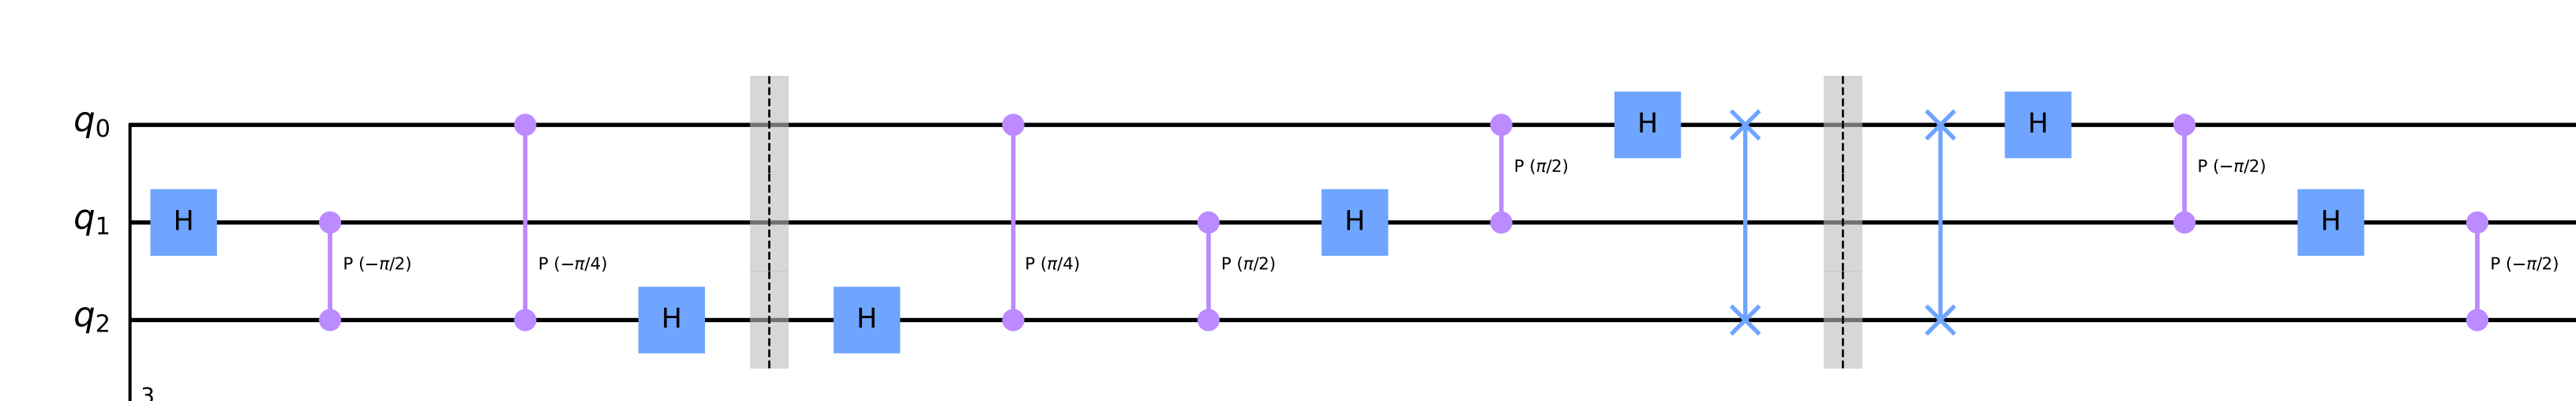 q0 H H P (π/2) P (−π/2)
q1 H P (−π/2) P (−π/4) P (π/4) P (π/2) H H P (−π/2)
q2 H H
3